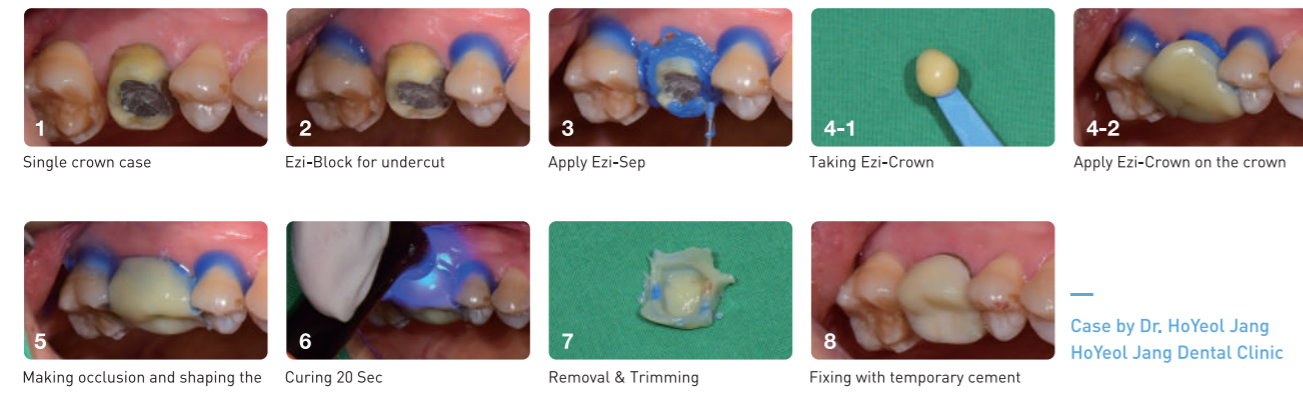 1
Single crown case
2
Ezi-Block for undercut
3
Apply Ezi-Sep
4-1
Taking Ezi-Crown
4-2
Apply Ezi-Crown on the crown
5
Making occlusion and shaping the
6
Curing 20 Sec
7
Removal & Trimming
8
Fixing with temporary cement
Case by Dr. HoYeol Jang
HoYeol Jang Dental Clinic